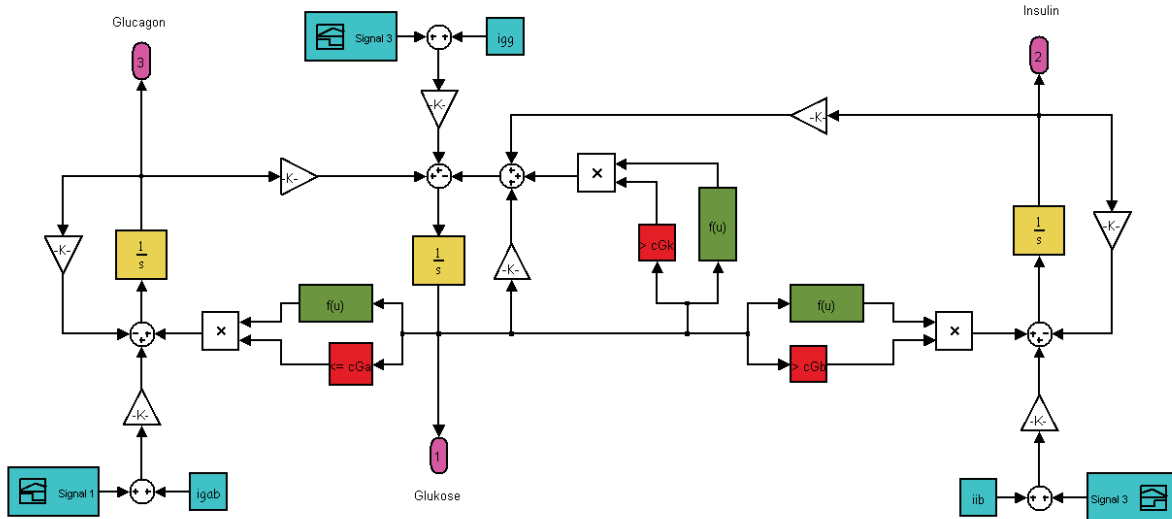 Glucagon
Insulin
Signal 3
++
igg
3
2
-K-
-K-
-K-
+
+ -
+
+ +
×
-K-
f(u)
> cGk
-K-
1
s
1
s
-K-
1
s
-K-
f(u)
f(u)
- +
+
×
<= cGa
> cGb
×
+
+ -
-K-
-K-
Signal 1
++
igab
1
Glukose
iib
++
Signal 3